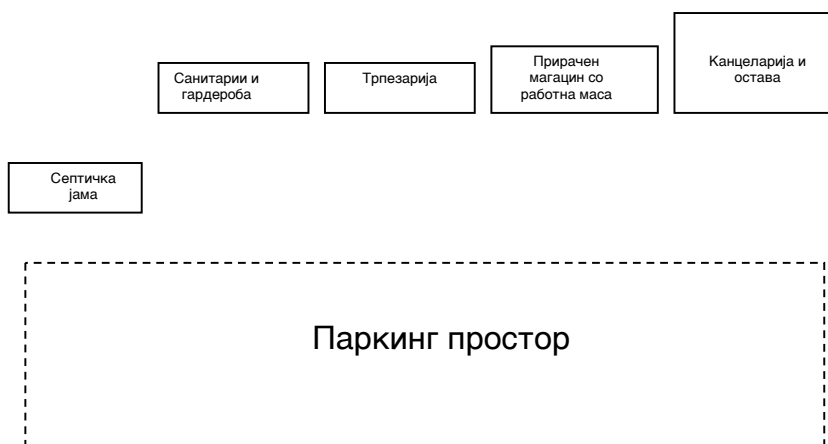 Санитарии и
гардероба
Трпезарија
Прирачен
магацин со
работна маса
Канцеларија и
остава
Септичка
јама
Паркинг простор